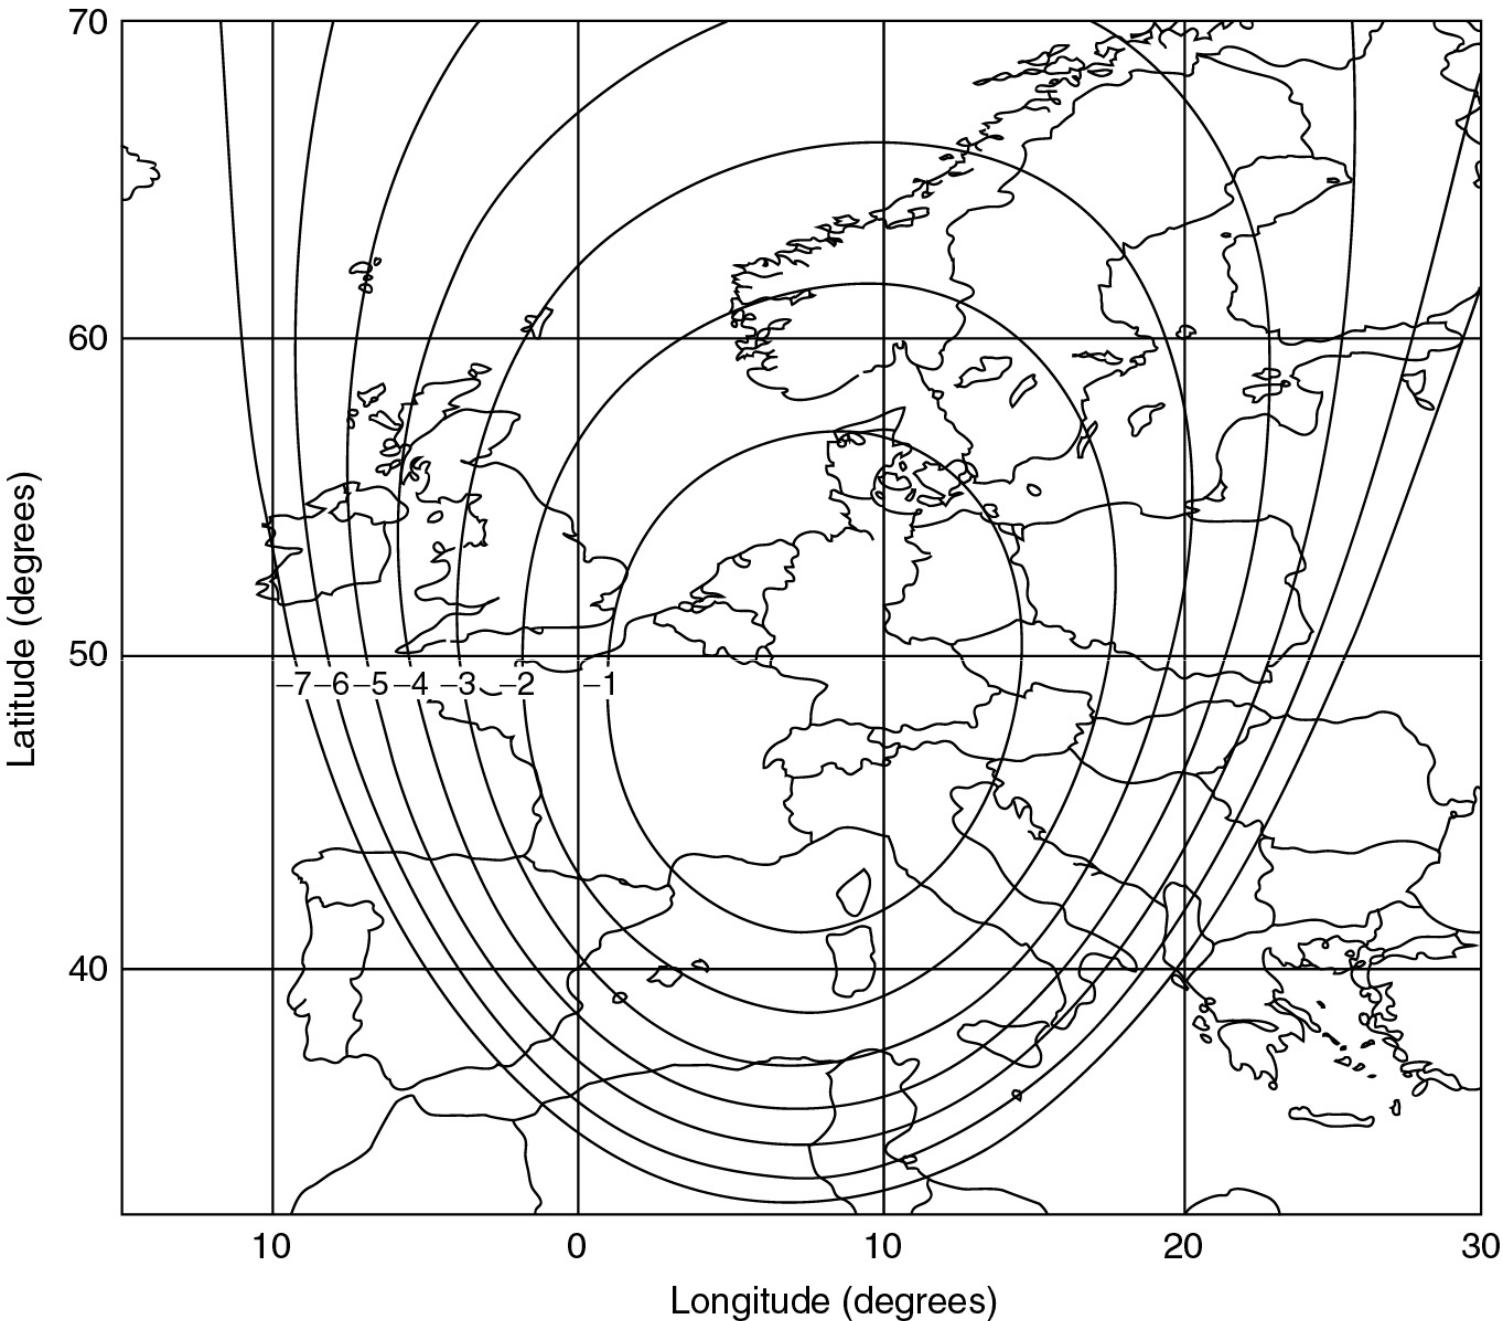 70
60
50
40
Latitude (degrees)
–7 –6 –5 –4 –3 –2 –1
10 0 10 20 30
Longitude (degrees)